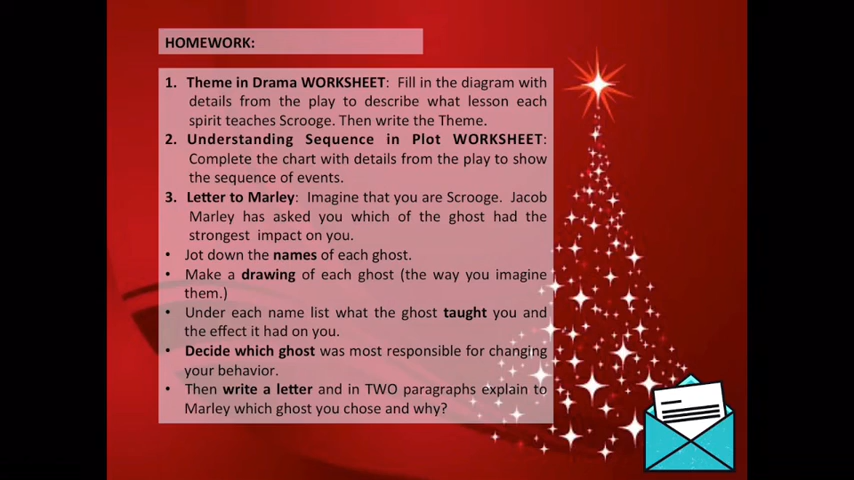 HOMEWORK:
1. Theme in Drama WORKSHEET: Fill in the diagram with
details from the play to describe what lesson each
spirit teaches Scrooge. Then write the Theme.
2. Understanding Sequence in Plot WORKSHEET:
Complete the chart with details from the play to show
the sequence of events.
3. Letter to Marley: Imagine that you are Scrooge. Jacob
Marley has asked you which of the ghost had the
strongest impact on you.
• Jot down the names of each ghost.
• Make a drawing of each ghost (the way you imagine
them.)
• Under each name list what the ghost taught you and
the effect it had on you.
• Decide which ghost was most responsible for changing
your behavior.
• Then write a letter and in TWO paragraphs explain to
Marley which ghost you chose and why?